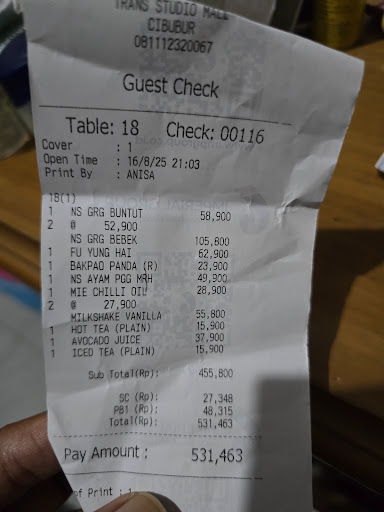 TRANS STUDIO MALL
CIBUBUR
081112320067
Guest Check
Table: 18 Check: 00116
Cover : 1
Open Time : 16/8/25 21:03
Print By : ANISA
18(1)
1 NS GRG BUNTUT 58,900
2 @ 52,900
NS GRG BEBEK 105,800
1 FU YUNG HAI 62,900
1 BAKPAO PANDA (R) 23,900
1 NS AYAM PGG MRH 49,900
1 MIE CHILLI OIL 28,900
2 @ 27,900
MILKSHAKE VANILLA 55,800
1 HOT TEA (PLAIN) 15,900
1 AVOCADO JUICE 37,900
1 ICED TEA (PLAIN) 15,900
Sub Total(Rp): 455,800
SC (Rp): 27,348
PB1 (Rp): 48,315
Total(Rp): 531,463
Pay Amount : 531,463
of Print : 1